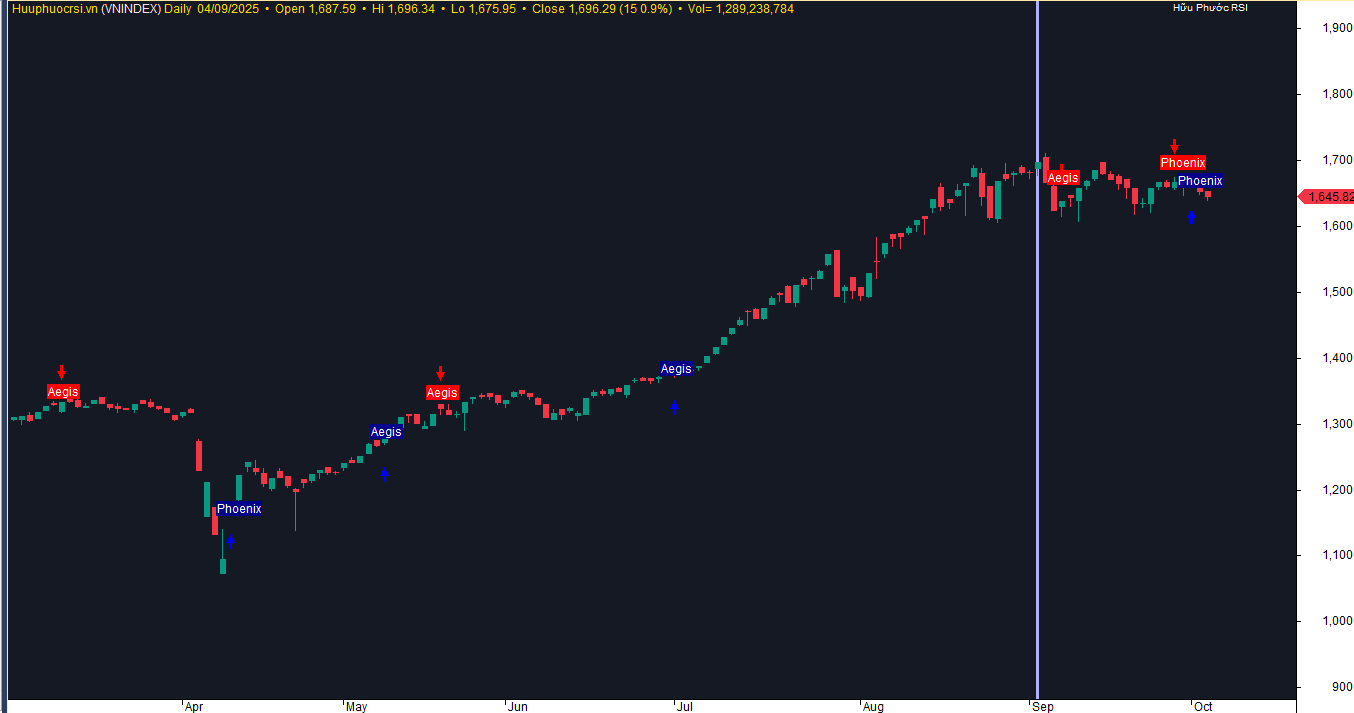 Huuphuocrsi.vn (VNINDEX) Daily 04/09/2025 • Open 1,687.59 • Hi 1,696.34 • Lo 1,675.95 • Close 1,696.29 (15 0.9%) • Vol= 1,289,238,784
Hữu Phước RSI
1,900
1,800
1,700
Phoenix
Aegis
Phoenix
1,645.82
1,600
1,500
1,400
Aegis
Aegis
Aegis
1,300
Aegis
1,200
Phoenix
1,100
1,000
900
Apr
May
Jun
Jul
Aug
Sep
Oct